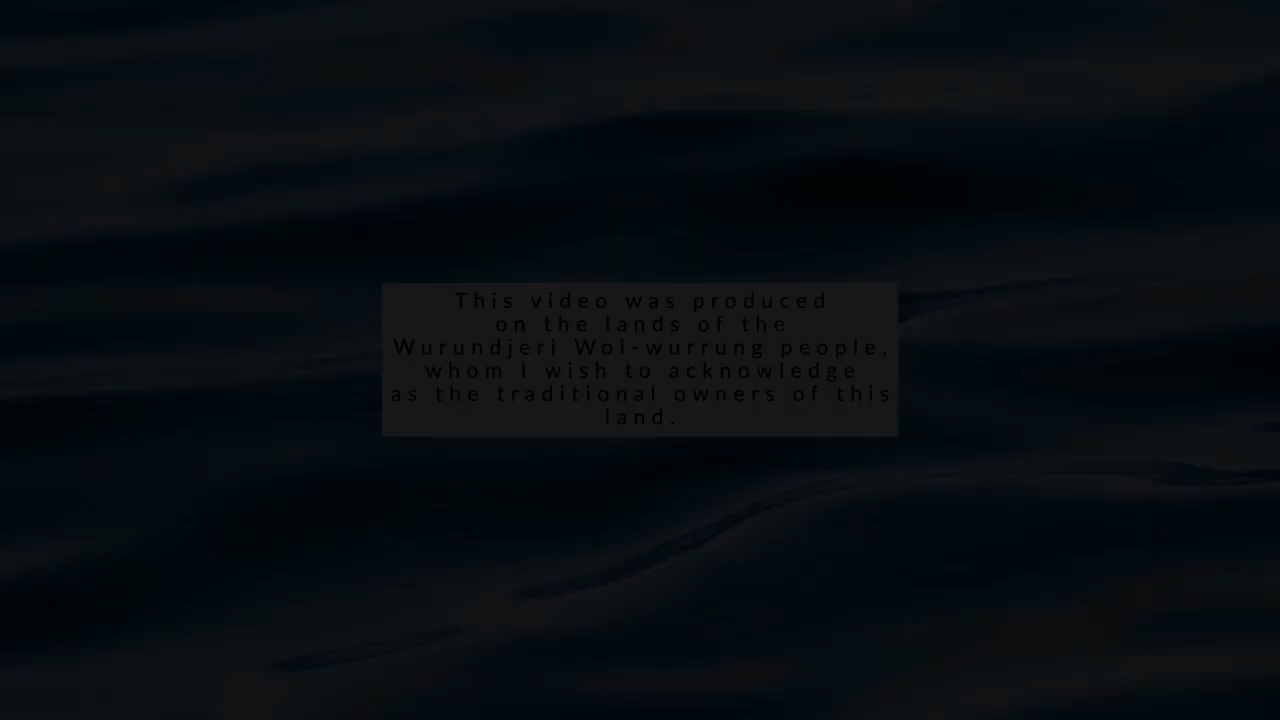 This video was produced
on the lands of the
Wurundjeri Woi-wurrung people,
whom I wish to acknowledge
as the traditional owners of this
land.